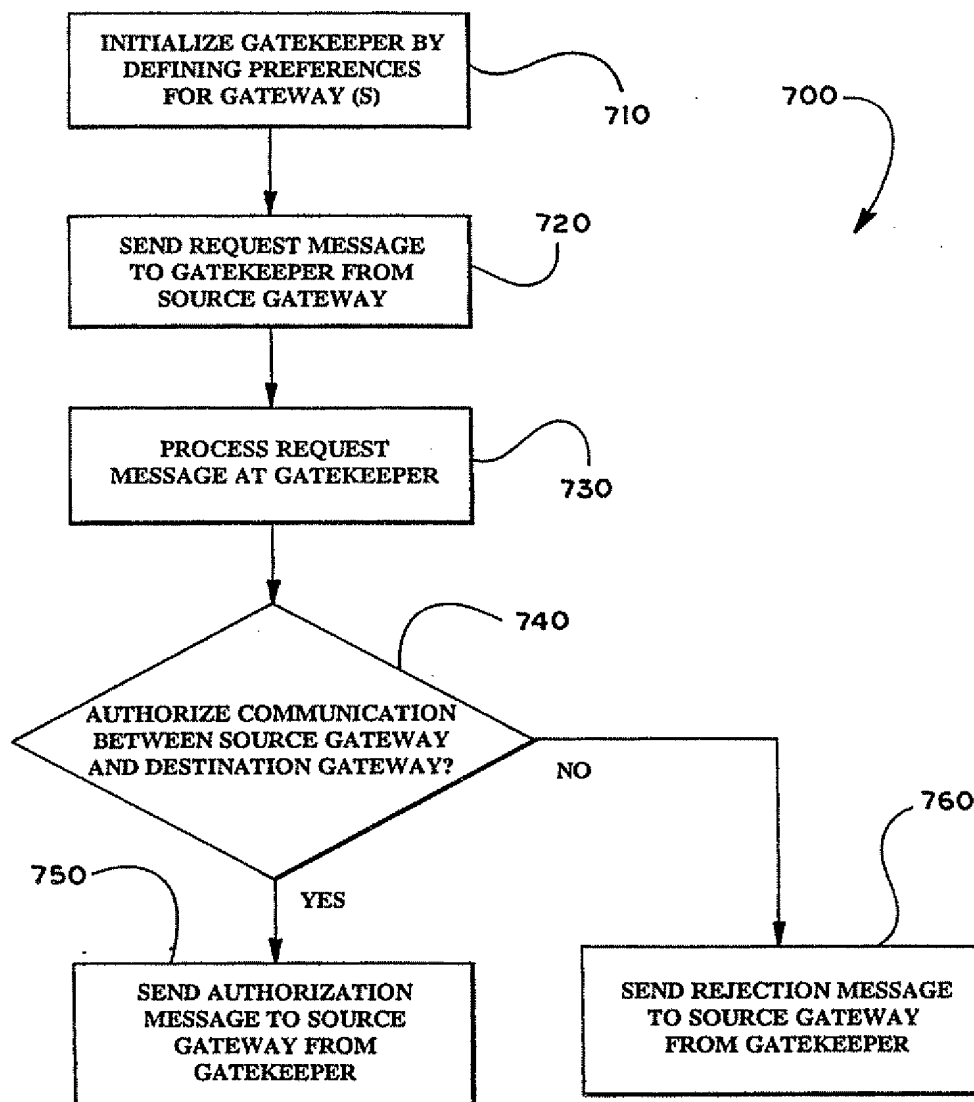 INITIALIZE GATEKEEPER BY
DEFINING PREFERENCES
FOR GATEWAY (S)
710
700
SEND REQUEST MESSAGE
TO GATEKEEPER FROM
SOURCE GATEWAY
720
PROCESS REQUEST
MESSAGE AT GATEKEEPER
730
740
AUTHORIZE COMMUNICATION
BETWEEN SOURCE GATEWAY
AND DESTINATION GATEWAY?
NO
YES
750
SEND AUTHORIZATION
MESSAGE TO SOURCE
GATEWAY FROM
GATEKEEPER
760
SEND REJECTION MESSAGE
TO SOURCE GATEWAY
FROM GATEKEEPER